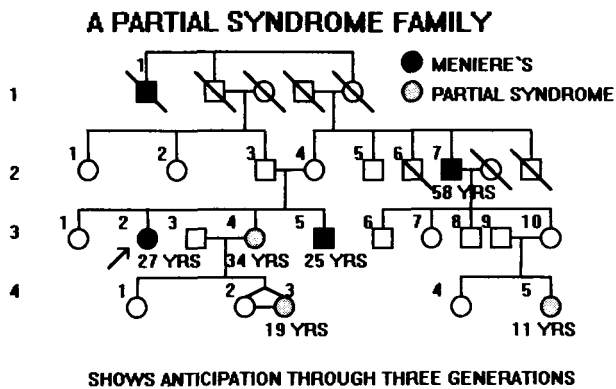 A PARTIAL SYNDROME FAMILY
1
MENIERE`S
1
PARTIAL SYNDROME
1 2 3 4 5 6 7
2
58 YRS
1 2 3 4 5 6 7 8 9 10
3
27 YRS 34 YRS 25 YRS
1 2 3 4 5
4
19 YRS 11 YRS
SHOWS ANTICIPATION THROUGH THREE GENERATIONS